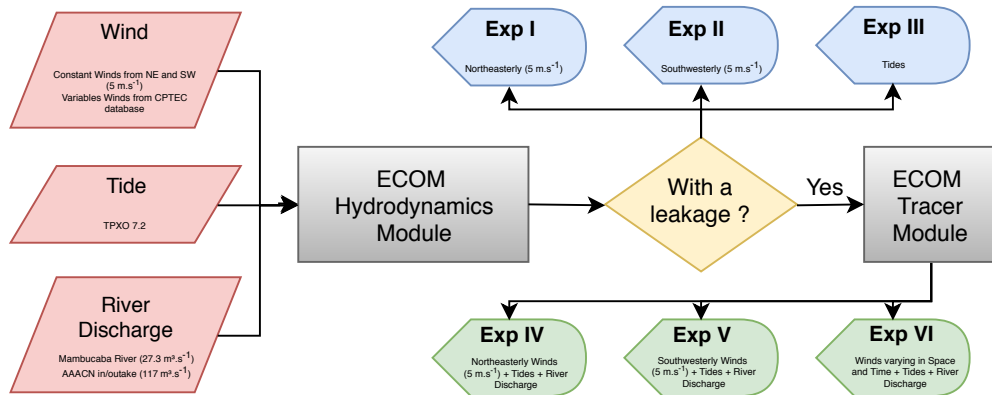 Wind
Constant Winds from NE and SW
(5 m.s⁻¹)
Variables Winds from CPTEC
database
Tide
TPXO 7.2
River
Discharge
Mambucaba River (27.3 m³.s⁻¹)
AAACN in/outake (117 m³.s⁻¹)
ECOM
Hydrodynamics
Module
With a
leakage ?
Yes
ECOM
Tracer
Module
Exp I
Northeasterly (5 m.s⁻¹)
Exp II
Southwesterly (5 m.s⁻¹)
Exp III
Tides
Exp IV
Northeasterly Winds
(5 m.s⁻¹) + Tides + River
Discharge
Exp V
Southwesterly Winds
(5 m.s⁻¹) + Tides + River
Discharge
Exp VI
Winds varying in Space
and Time + Tides + River
Discharge